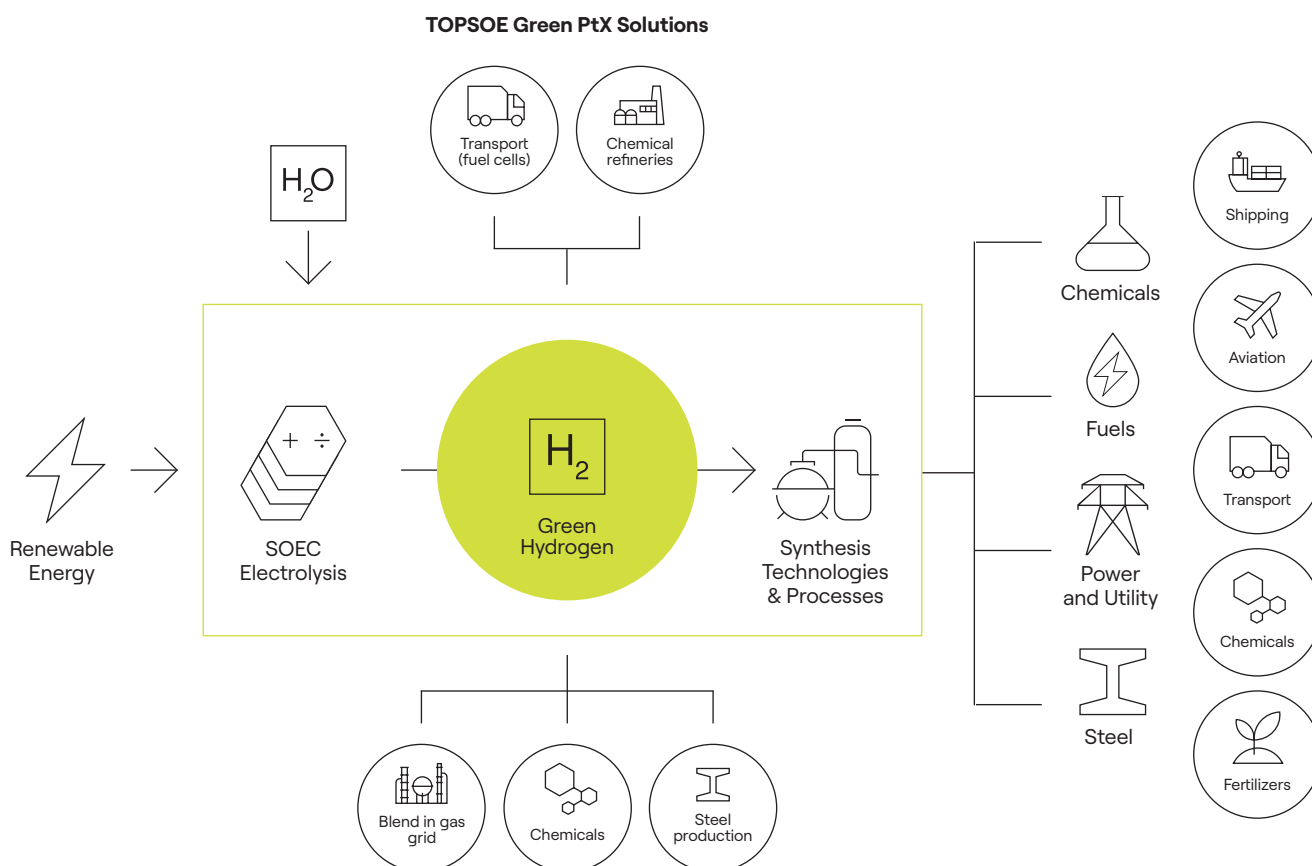 TOPSOE Green PtX Solutions
Transport
(fuel cells)
Chemical
refineries
H₂O
Renewable
Energy
+ ÷
SOEC
Electrolysis
H₂
Green
Hydrogen
Synthesis
Technologies
& Processes
Chemicals
Fuels
Power
and Utility
Steel
Shipping
Aviation
Transport
Chemicals
Fertilizers
Blend in gas
grid
Chemicals
Steel
production